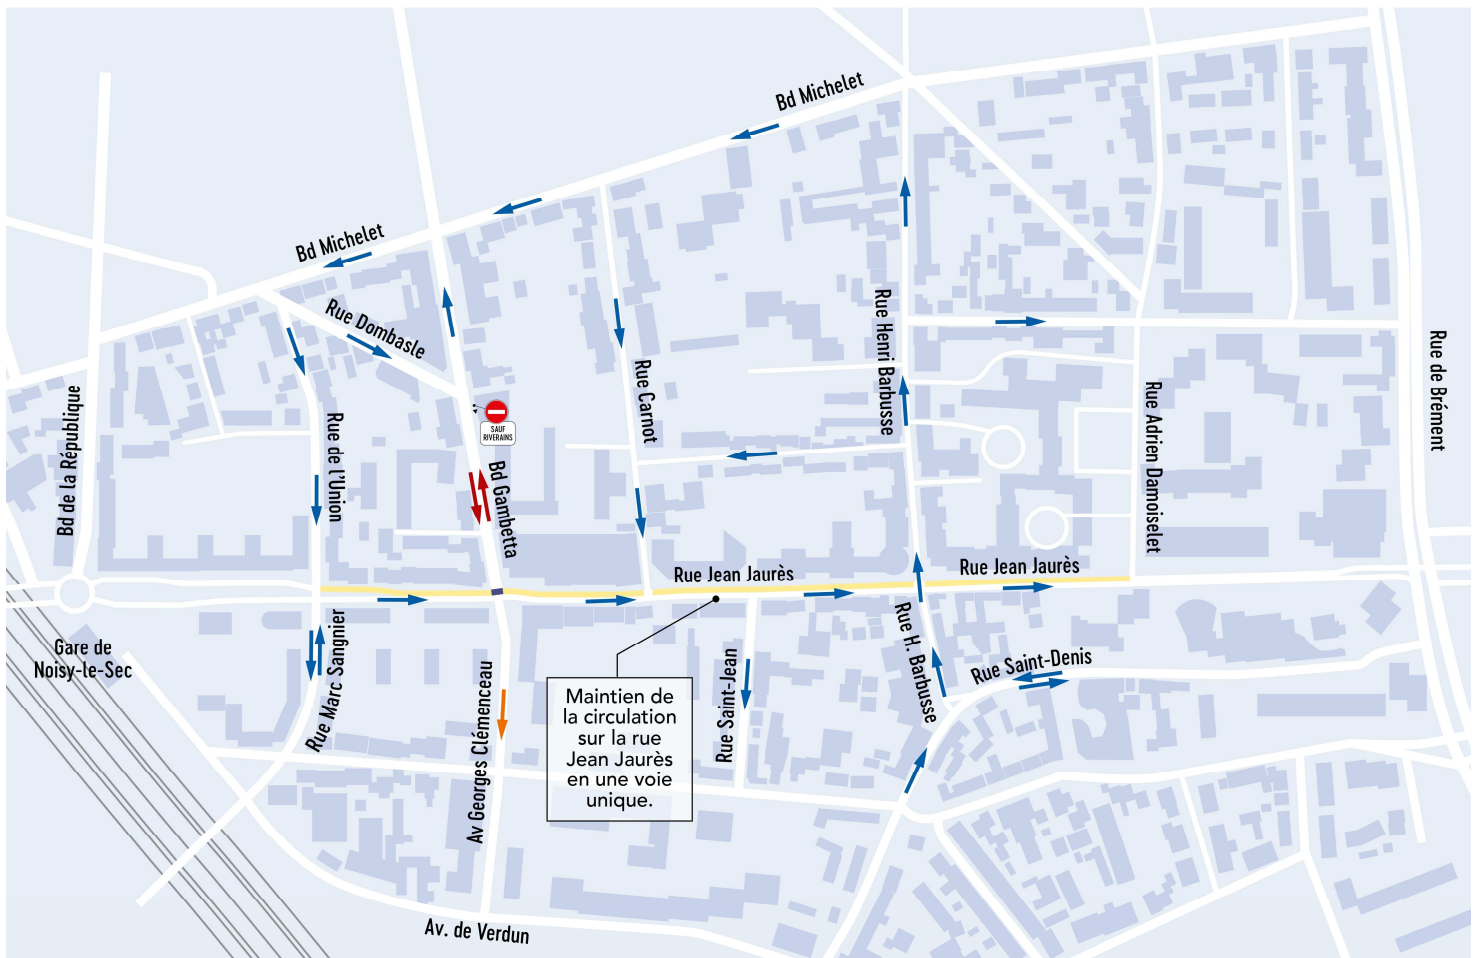 Bd Michelet
Bd Michelet
Rue Dombasle
SAUF
RIVERAINS
Bd de la République
Rue de l'Union
Bd Gambetta
Rue Carnot
Rue Henri Barbusse
Rue Adrien Damoiselet
Rue de Brément
Rue Jean Jaurès
Rue Jean Jaurès
Gare de
Noisy-le-Sec
Rue Marc Sangnier
Av Georges Clémenceau
Maintien de
la circulation
sur la rue
Jean Jaurès
en une voie
unique.
Rue Saint-Jean
Rue H. Barbusse
Rue Saint-Denis
Av. de Verdun